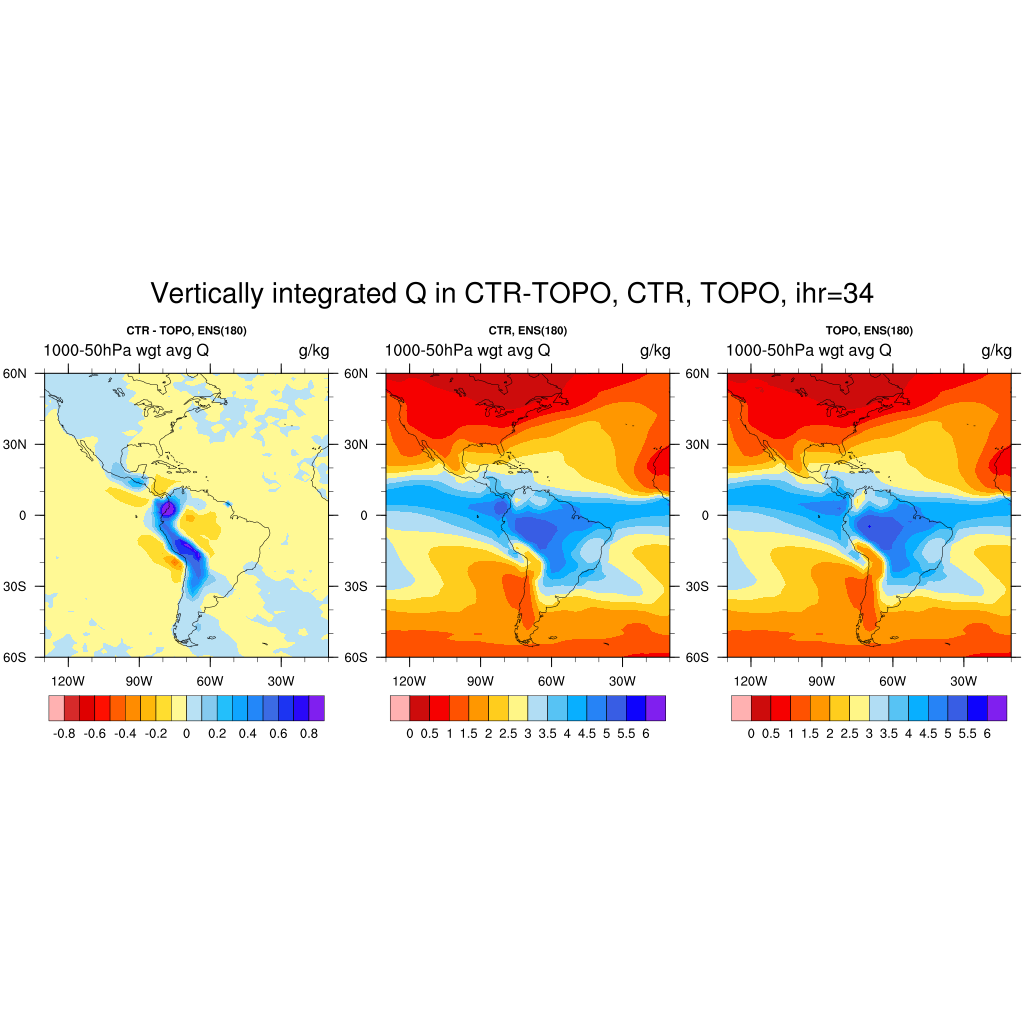 Vertically integrated Q in CTR-TOPO, CTR, TOPO, ihr=34
CTR - TOPO, ENS(180)
1000-50hPa wgt avg Q g/kg
60N
30N
0
30S
60S
120W 90W 60W 30W
-0.8 -0.6 -0.4 -0.2 0 0.2 0.4 0.6 0.8
CTR, ENS(180)
1000-50hPa wgt avg Q g/kg
60N
30N
0
30S
60S
120W 90W 60W 30W
0 0.5 1 1.5 2 2.5 3 3.5 4 4.5 5 5.5 6
TOPO, ENS(180)
1000-50hPa wgt avg Q g/kg
60N
30N
0
30S
60S
120W 90W 60W 30W
0 0.5 1 1.5 2 2.5 3 3.5 4 4.5 5 5.5 6